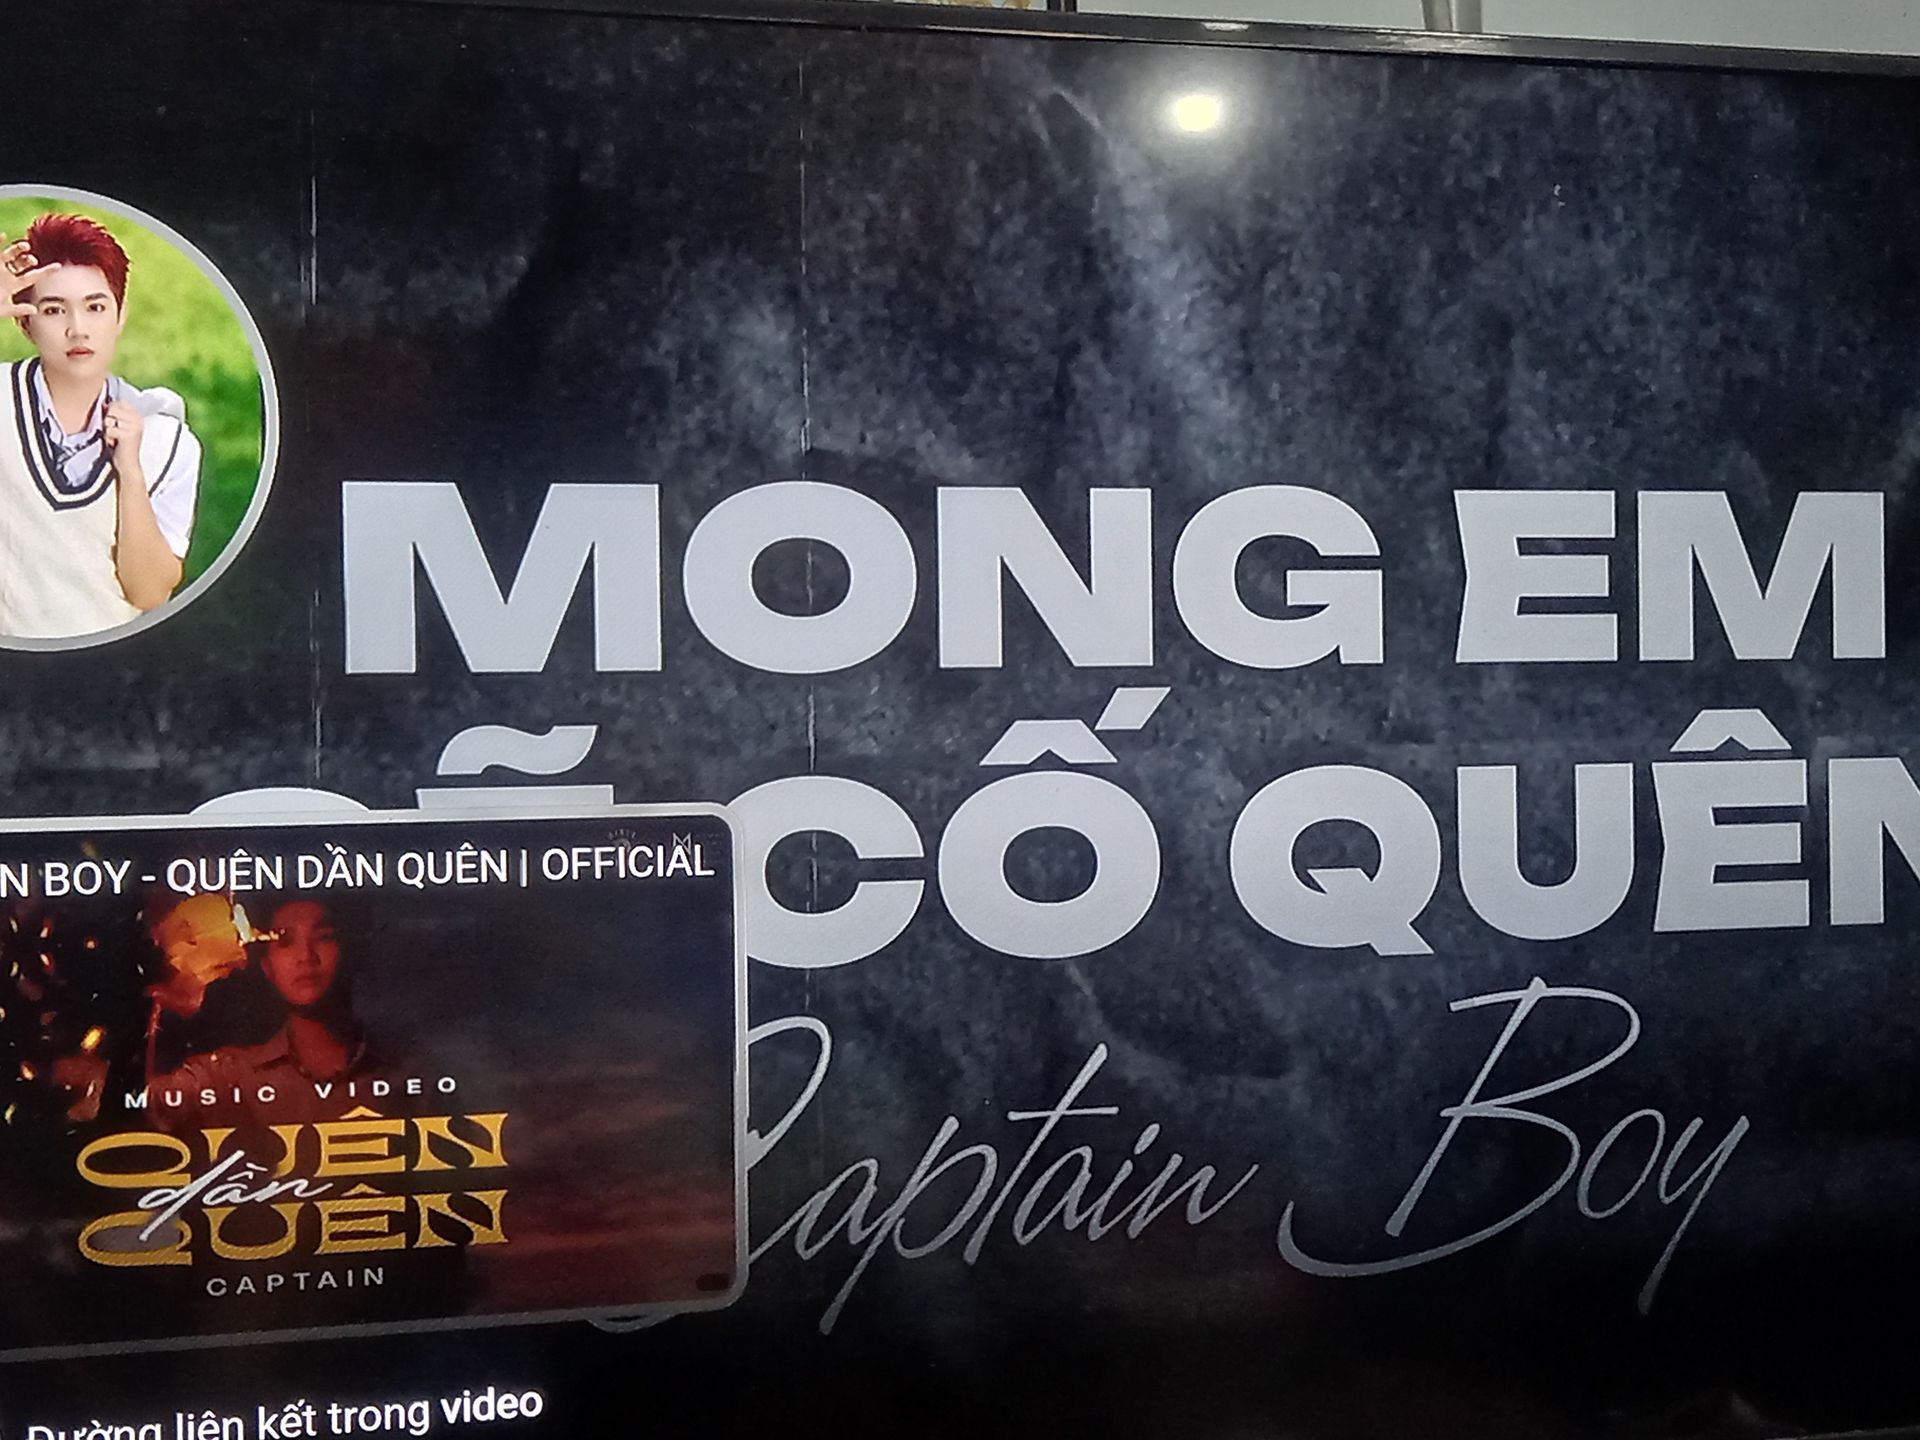 MONG EM
SẼ CỐ QUÊN
Captain Boy
N BOY - QUÊN DẦN QUÊN | OFFICIAL
MUSIC VIDEO
QUÊN
dần
QUÊN
CAPTAIN
Đường liên kết trong video